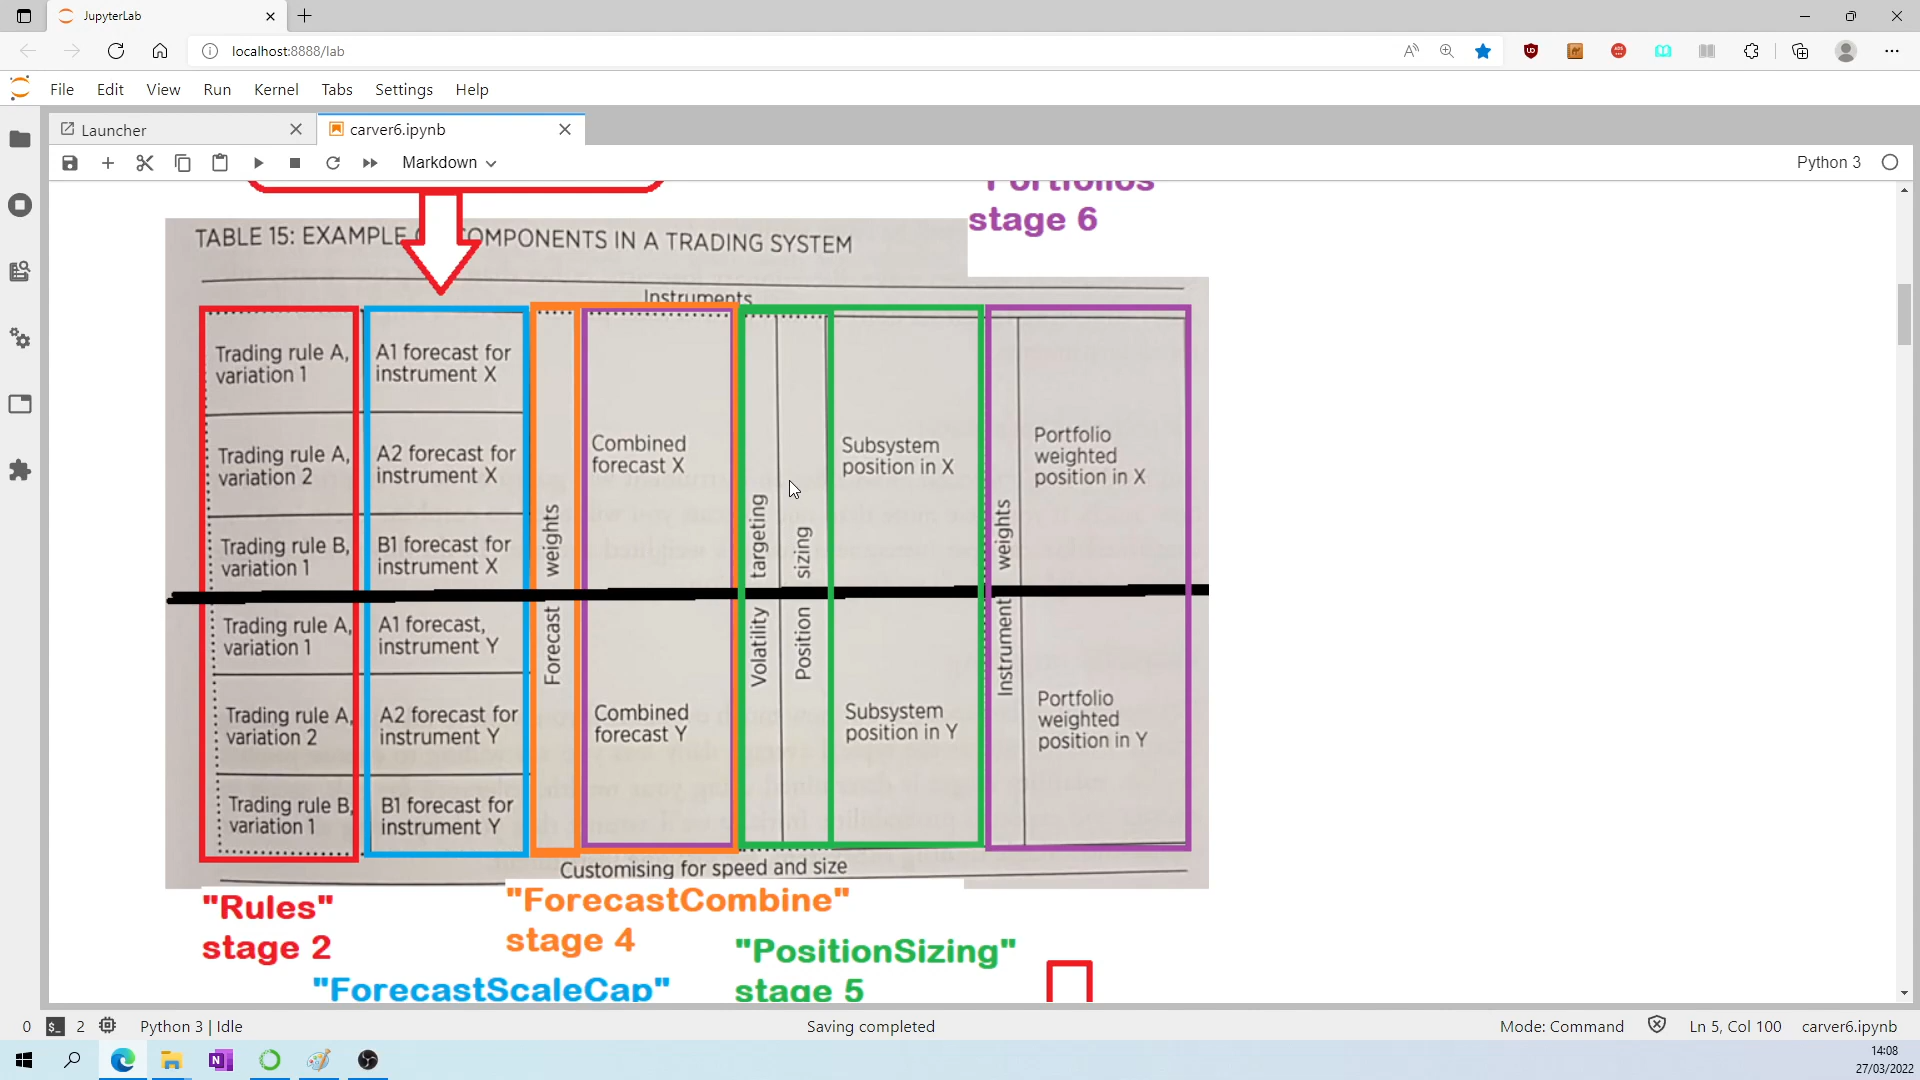 JupyterLab
localhost:8888/lab
File Edit View Run Kernel Tabs Settings Help
Launcher
carver6.ipynb
Markdown
Python 3
"Portfolios
stage 6
TABLE 15: EXAMPLE COMPONENTS IN A TRADING SYSTEM
Instruments
Trading rule A,
variation 1
A1 forecast for
instrument X
Trading rule A,
variation 2
A2 forecast for
instrument X
Trading rule B,
variation 1
B1 forecast for
instrument X
Trading rule A,
variation 1
A1 forecast,
instrument Y
Trading rule A,
variation 2
A2 forecast for
instrument Y
Trading rule B,
variation 1
B1 forecast for
instrument Y
Forecast weights
Combined
forecast X
Combined
forecast Y
Volatility targeting
Position sizing
Subsystem
position in X
Subsystem
position in Y
Instrument weights
Portfolio
weighted
position in X
Portfolio
weighted
position in Y
Customising for speed and size
"Rules"
stage 2
"ForecastCombine"
stage 4
"PositionSizing"
stage 5
"ForecastScaleCap"
0
2
Python 3 | Idle
Saving completed
Mode: Command
Ln 5, Col 100
carver6.ipynb
14:08
27/03/2022